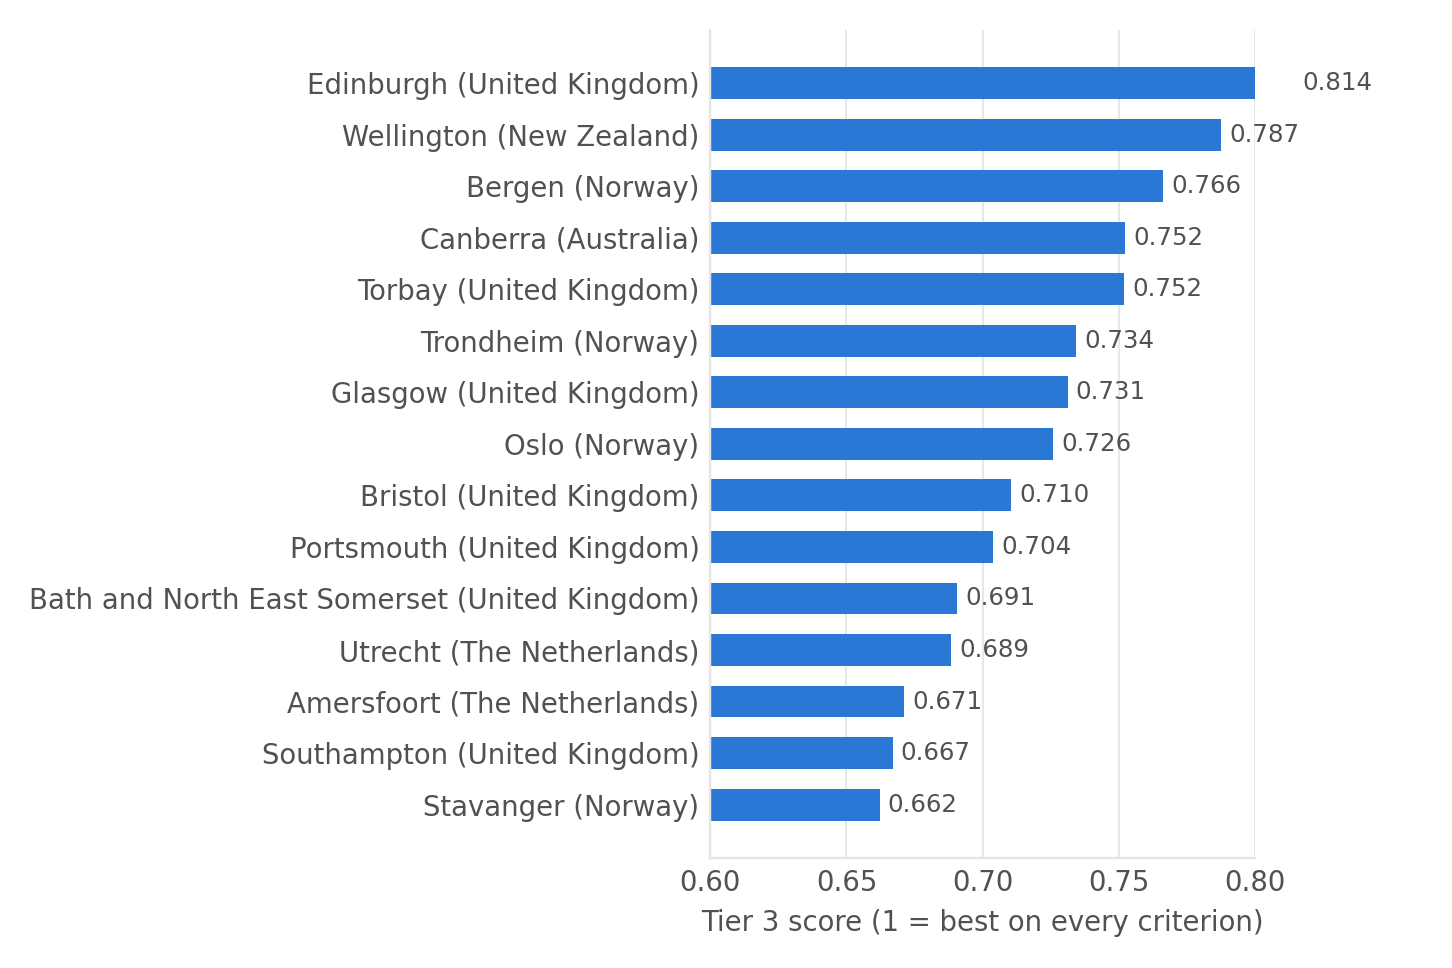 Edinburgh (United Kingdom) 0.814
Wellington (New Zealand) 0.787
Bergen (Norway) 0.766
Canberra (Australia) 0.752
Torbay (United Kingdom) 0.752
Trondheim (Norway) 0.734
Glasgow (United Kingdom) 0.731
Oslo (Norway) 0.726
Bristol (United Kingdom) 0.710
Portsmouth (United Kingdom) 0.704
Bath and North East Somerset (United Kingdom) 0.691
Utrecht (The Netherlands) 0.689
Amersfoort (The Netherlands) 0.671
Southampton (United Kingdom) 0.667
Stavanger (Norway) 0.662
0.60 0.65 0.70 0.75 0.80
Tier 3 score (1 = best on every criterion)